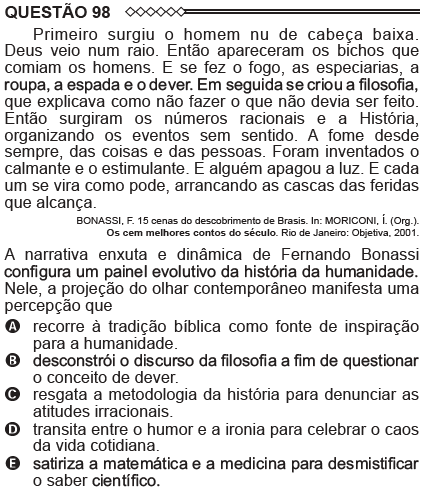 QUESTÃO 98
Primeiro surgiu o homem nu de cabeça baixa.
Deus veio num raio. Então apareceram os bichos que
comiam os homens. E se fez o fogo, as especiarias, a
roupa, a espada e o dever. Em seguida se criou a filosofia,
que explicava como não fazer o que não devia ser feito.
Então surgiram os números racionais e a História,
organizando os eventos sem sentido. A fome desde
sempre, das coisas e das pessoas. Foram inventados o
calmante e o estimulante. E alguém apagou a luz. E cada
um se vira como pode, arrancando as cascas das feridas
que alcança.
BONASSI, F. 15 cenas do descobrimento de Brasis. In: MORICONI, Í. (Org.).
Os cem melhores contos do século. Rio de Janeiro: Objetiva, 2001.
A narrativa enxuta e dinâmica de Fernando Bonassi
configura um painel evolutivo da história da humanidade.
Nele, a projeção do olhar contemporâneo manifesta uma
percepção que
A recorre à tradição bíblica como fonte de inspiração
para a humanidade.
B desconstrói o discurso da filosofia a fim de questionar
o conceito de dever.
C resgata a metodologia da história para denunciar as
atitudes irracionais.
D transita entre o humor e a ironia para celebrar o caos
da vida cotidiana.
E satiriza a matemática e a medicina para desmistificar
o saber científico.